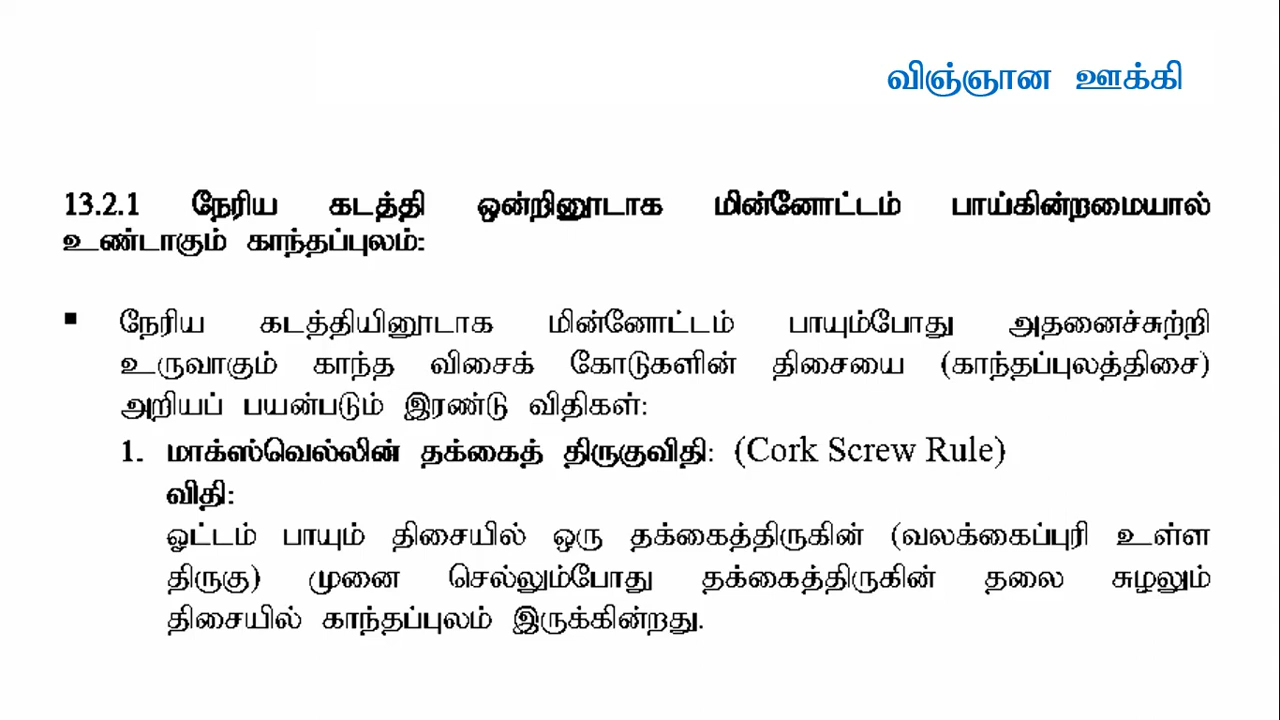 விஞ்ஞான ஊக்கி
13.2.1 நேரிய கடத்தி ஒன்றினூடாக மின்னோட்டம் பாய்கின்றமையால்
உண்டாகும் காந்தப்புலம்:
▪ நேரிய கடத்தியினூடாக மின்னோட்டம் பாயும்போது அதனைச்சுற்றி
உருவாகும் காந்த விசைக் கோடுகளின் திசையை (காந்தப்புலத்திசை)
அறியப் பயன்படும் இரண்டு விதிகள்:
1. மாக்ஸ்வெல்லின் தக்கைத் திருகுவிதி: (Cork Screw Rule)
விதி:
ஓட்டம் பாயும் திசையில் ஒரு தக்கைத்திருகின் (வலக்கைப்புரி உள்ள
திருகு) முனை செல்லும்போது தக்கைத்திருகின் தலை சுழலும்
திசையில் காந்தப்புலம் இருக்கின்றது.